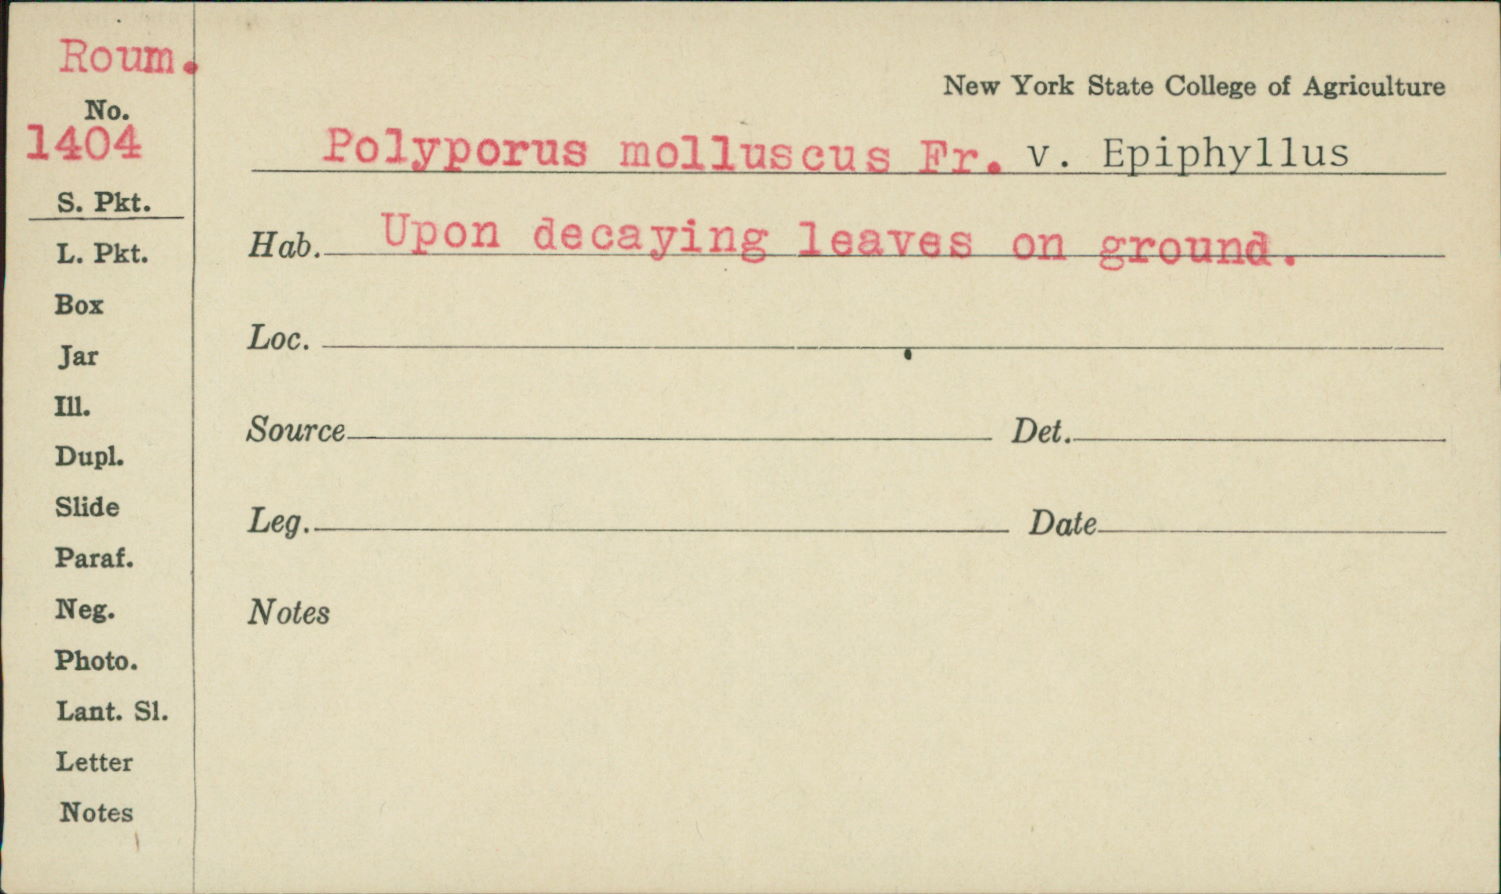 Roum.
No.
1404
S. Pkt.
L. Pkt.
Box
Jar
Ill.
Dupl.
Slide
Paraf.
Neg.
Photo.
Lant. Sl.
Letter
Notes
New York State College of Agriculture
Polyporus molluscus Fr. v. Epiphyllus
Hab. Upon decaying leaves on ground.
Loc.
Source Det.
Leg. Date
Notes